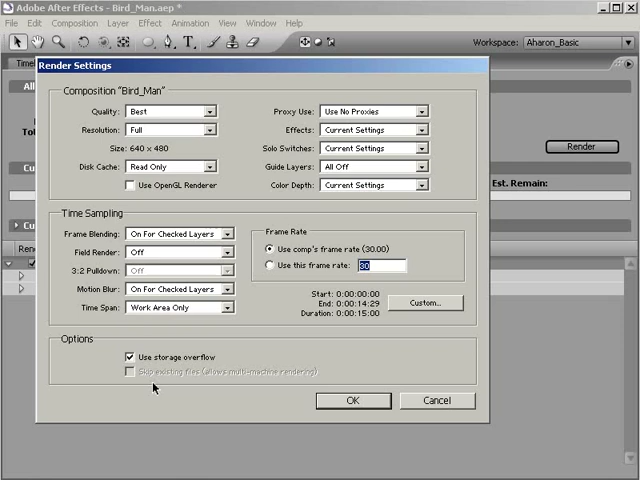 Adobe After Effects - Bird_Man.aep *
File Edit Composition Layer Effect Animation View Window Help
Workspace: Aharon_Basic
Render Settings
Composition "Bird_Man"
Quality: Best
Proxy Use: Use No Proxies
Resolution: Full
Effects: Current Settings
Size: 640 x 480
Solo Switches: Current Settings
Disk Cache: Read Only
Guide Layers: All Off
Use OpenGL Renderer
Color Depth: Current Settings
Render
Est. Remain:
Time Sampling
Frame Blending: On For Checked Layers
Field Render: Off
3:2 Pulldown: Off
Motion Blur: On For Checked Layers
Time Span: Work Area Only
Frame Rate
Use comp's frame rate (30.00)
Use this frame rate: 30
Start: 0:00:00:00
End: 0:00:14:29
Duration: 0:00:15:00
Custom...
Options
Use storage overflow
Skip existing files (allows multi-machine rendering)
OK
Cancel